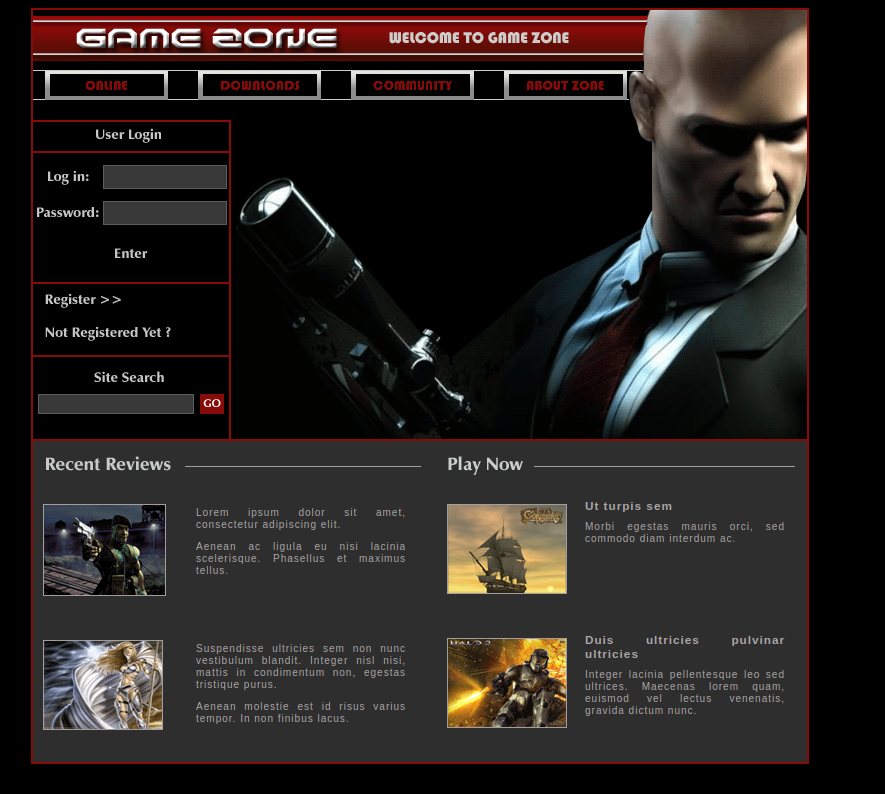 GAME ZONE
WELCOME TO GAME ZONE
ONLINE
DOWNLOADS
COMMUNITY
ABOUT ZONE
User Login
Log in:
Password:
Enter
Register >>
Not Registered Yet ?
Site Search
GO
Recent Reviews
Lorem ipsum dolor sit amet,
consectetur adipiscing elit.
Aenean ac ligula eu nisi lacinia
scelerisque. Phasellus et maximus
tellus.
Suspendisse ultricies sem non nunc
vestibulum blandit. Integer nisl nisi,
mattis in condimentum non, egestas
tristique purus.
Aenean molestie est id risus varius
tempor. In non finibus lacus.
Play Now
Ut turpis sem
Morbi egestas mauris orci, sed
commodo diam interdum ac.
HALO 2
Duis ultricies pulvinar
ultricies
Integer lacinia pellentesque leo sed
ultrices. Maecenas lorem quam,
euismod vel lectus venenatis,
gravida dictum nunc.